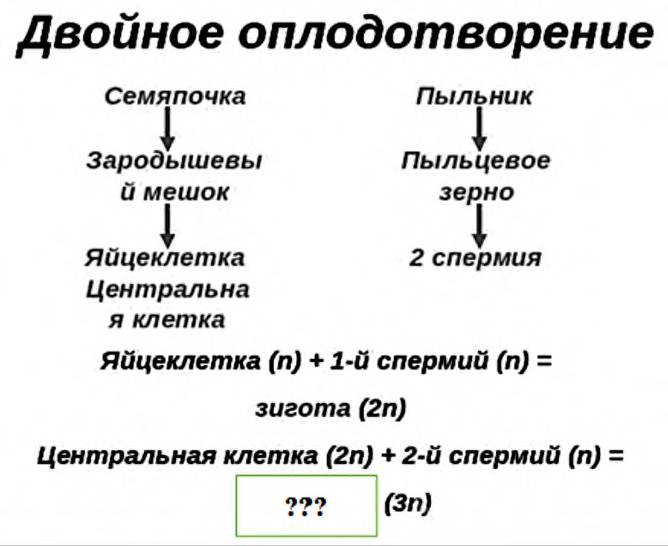 Двойное оплодотворение
Семяпочка
Зародышевы
й мешок
Яйцеклетка
Центральна
я клетка
Пыльник
Пыльцевое
зерно
2 спермия
Яйцеклетка (n) + 1-й спермий (n) =
зигота (2n)
Центральная клетка (2n) + 2-й спермий (n) =
??? (3n)